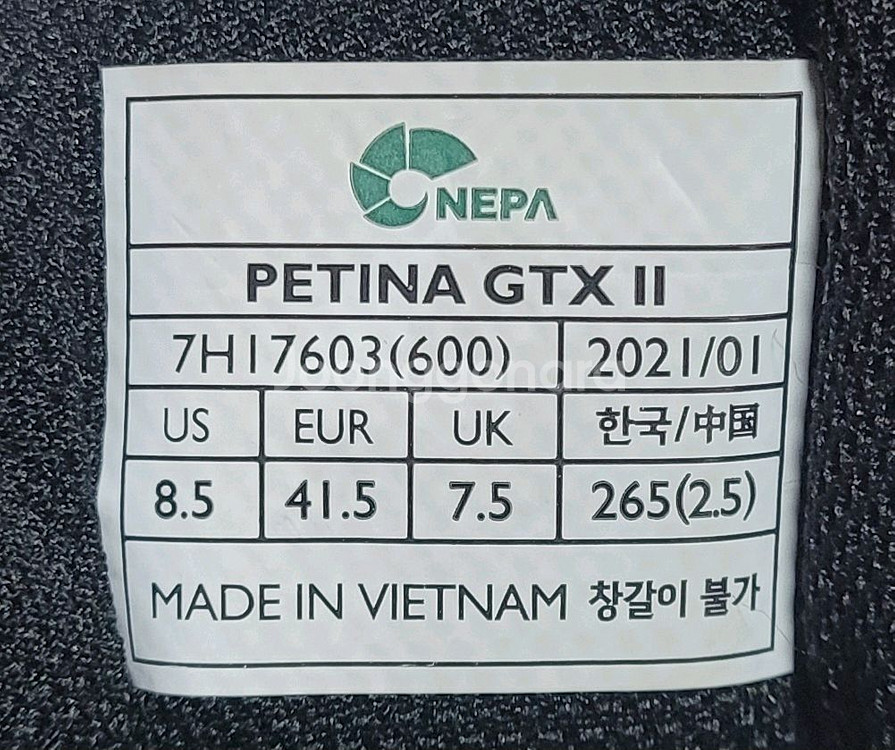 NEPA
PETINA GTX II
7H17603(600) 2021/01
Joonggonara
US EUR UK 한국/中国
8.5 41.5 7.5 265(2.5)
MADE IN VIETNAM 창갈이 불가